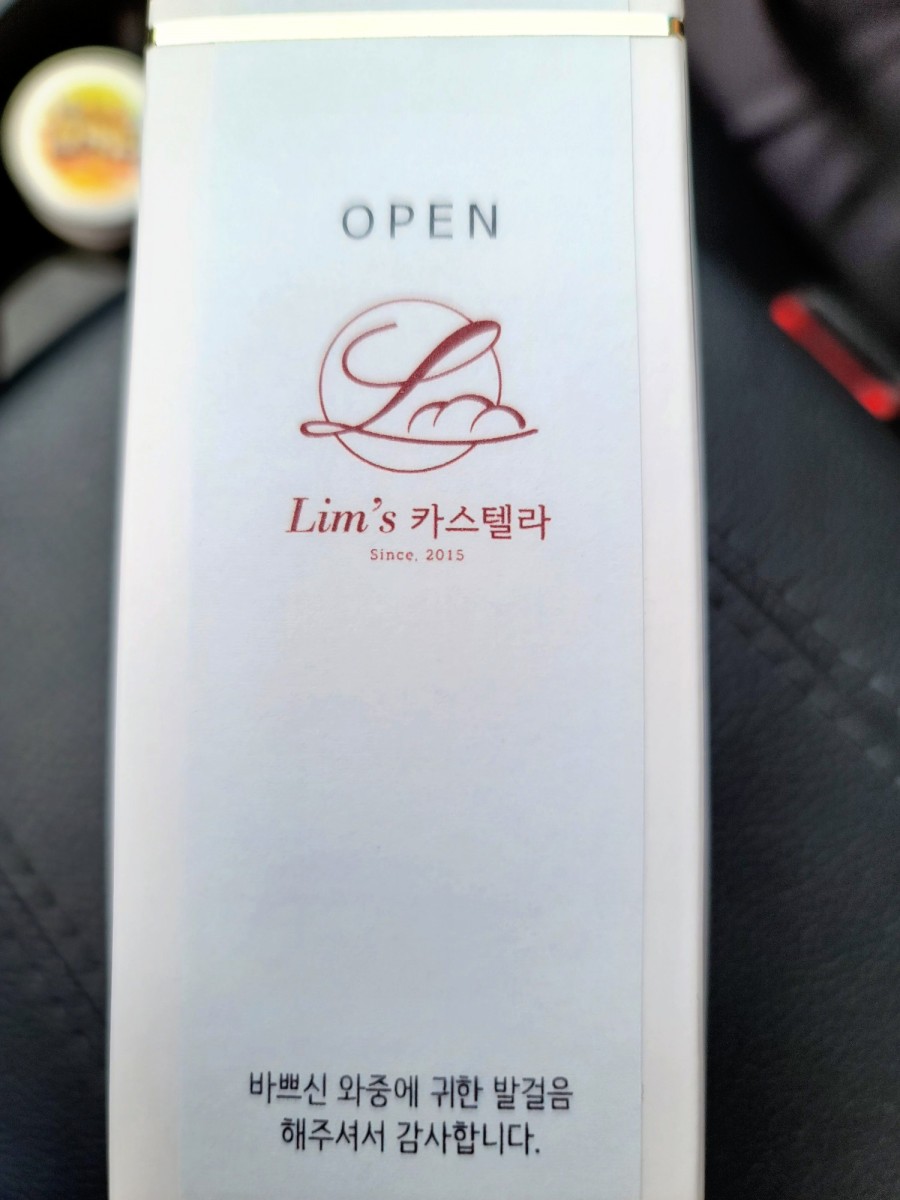 OPEN
Lim's 카스텔라
Since, 2015
바쁘신 와중에 귀한 발걸음
해주셔서 감사합니다.